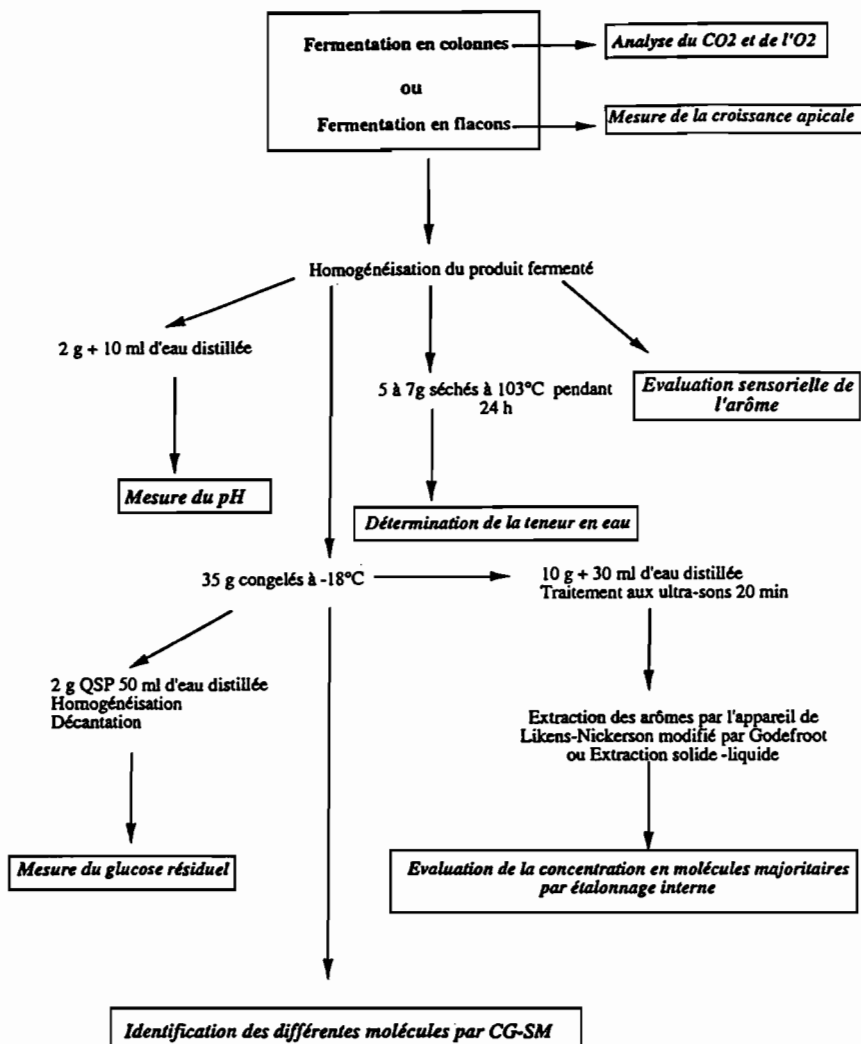 Fermentation en colonnes
Analyse du CO2 et de l'O2
ou
Fermentation en flacons
Mesure de la croissance apicale
Homogénéisation du produit fermenté
2 g + 10 ml d'eau distillée
5 à 7g séchés à 103°C pendant
24 h
Evaluation sensorielle de
l'arôme
Mesure du pH
Détermination de la teneur en eau
35 g congelés à -18°C
10 g + 30 ml d'eau distillée
Traitement aux ultra-sons 20 min
2 g QSP 50 ml d'eau distillée
Homogénéisation
Décantation
Extraction des arômes par l'appareil de
Likens-Nickerson modifié par Godefroot
ou Extraction solide -liquide
Mesure du glucose résiduel
Evaluation de la concentration en molécules majoritaires
par étalonnage interne
Identification des différentes molécules par CG-SM